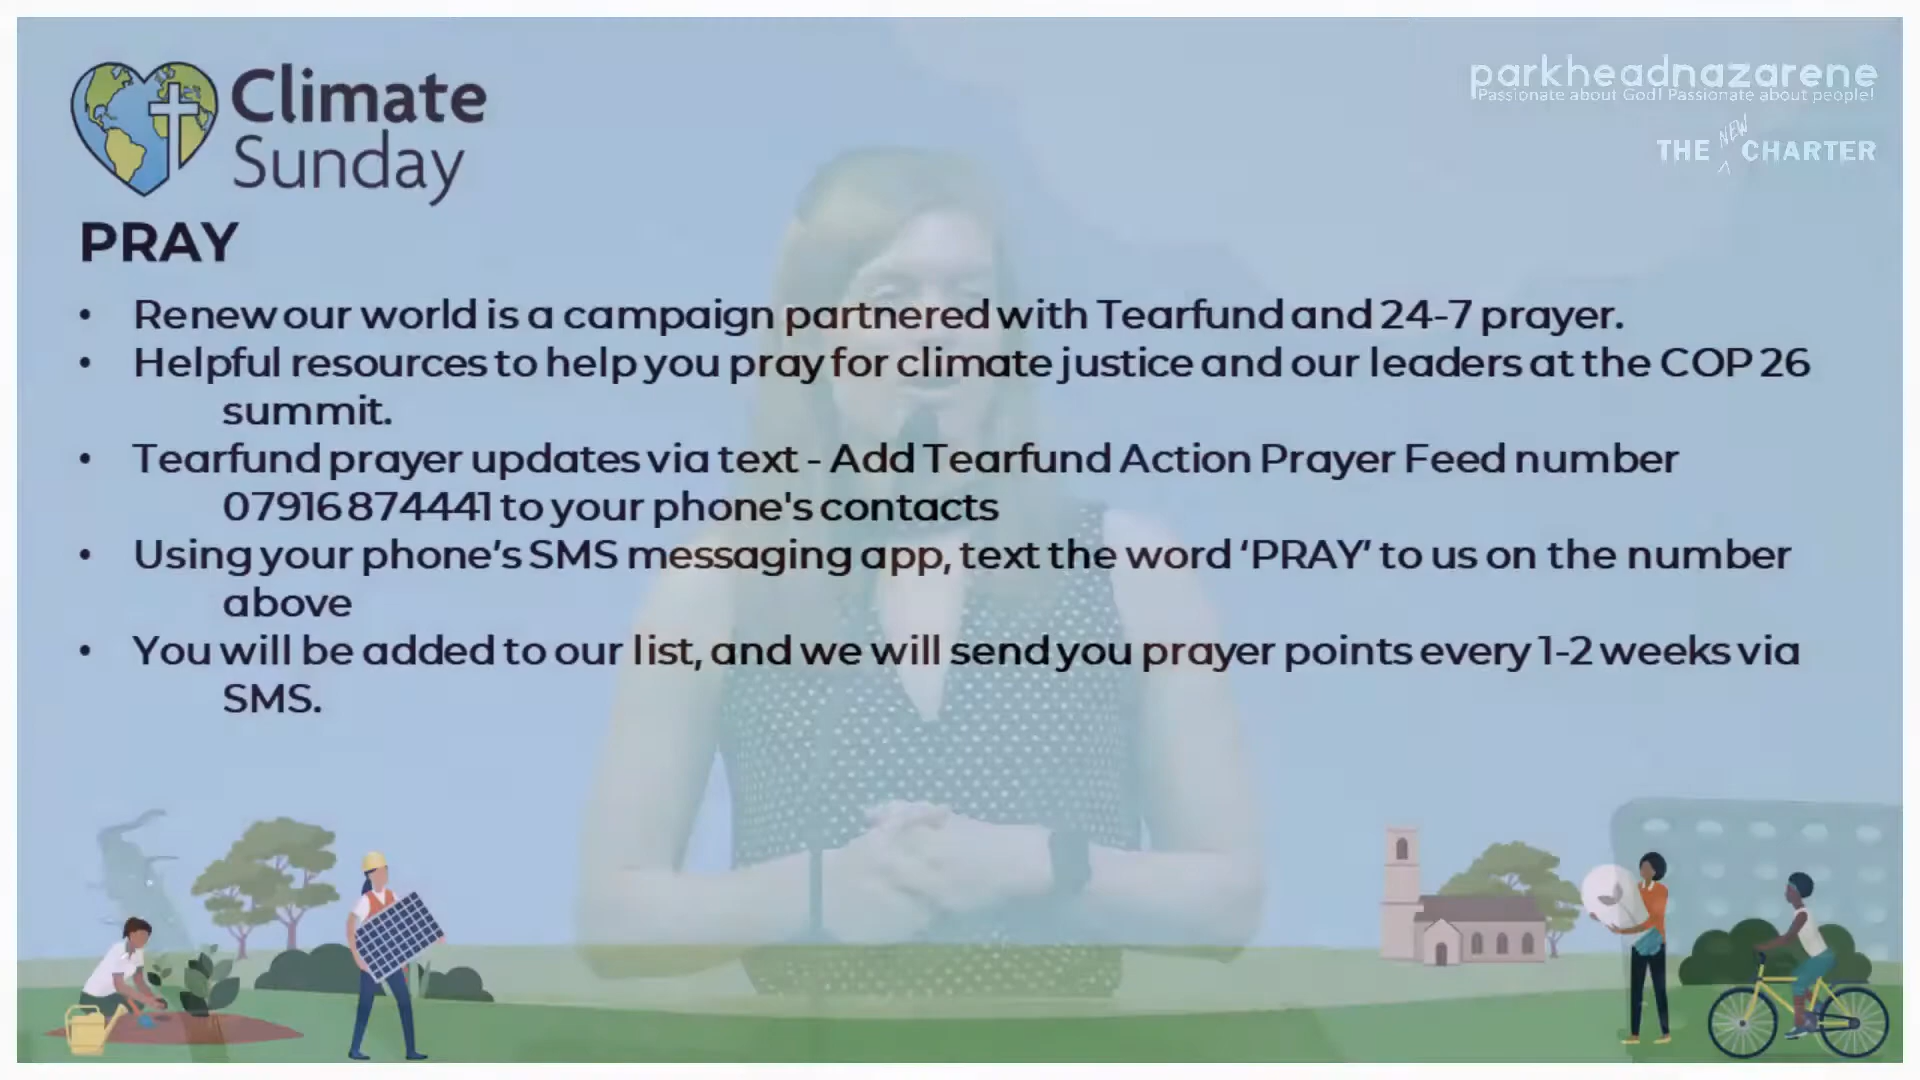 Climate
Sunday
parkheadnazarene
Passionate about God! Passionate about people!
NEW
THE ^ CHARTER
PRAY
• Renew our world is a campaign partnered with Tearfund and 24-7 prayer.
• Helpful resources to help you pray for climate justice and our leaders at the COP 26
summit.
• Tearfund prayer updates via text - Add Tearfund Action Prayer Feed number
07916 874441 to your phone's contacts
• Using your phone’s SMS messaging app, text the word ‘PRAY’ to us on the number
above
• You will be added to our list, and we will send you prayer points every 1-2 weeks via
SMS.